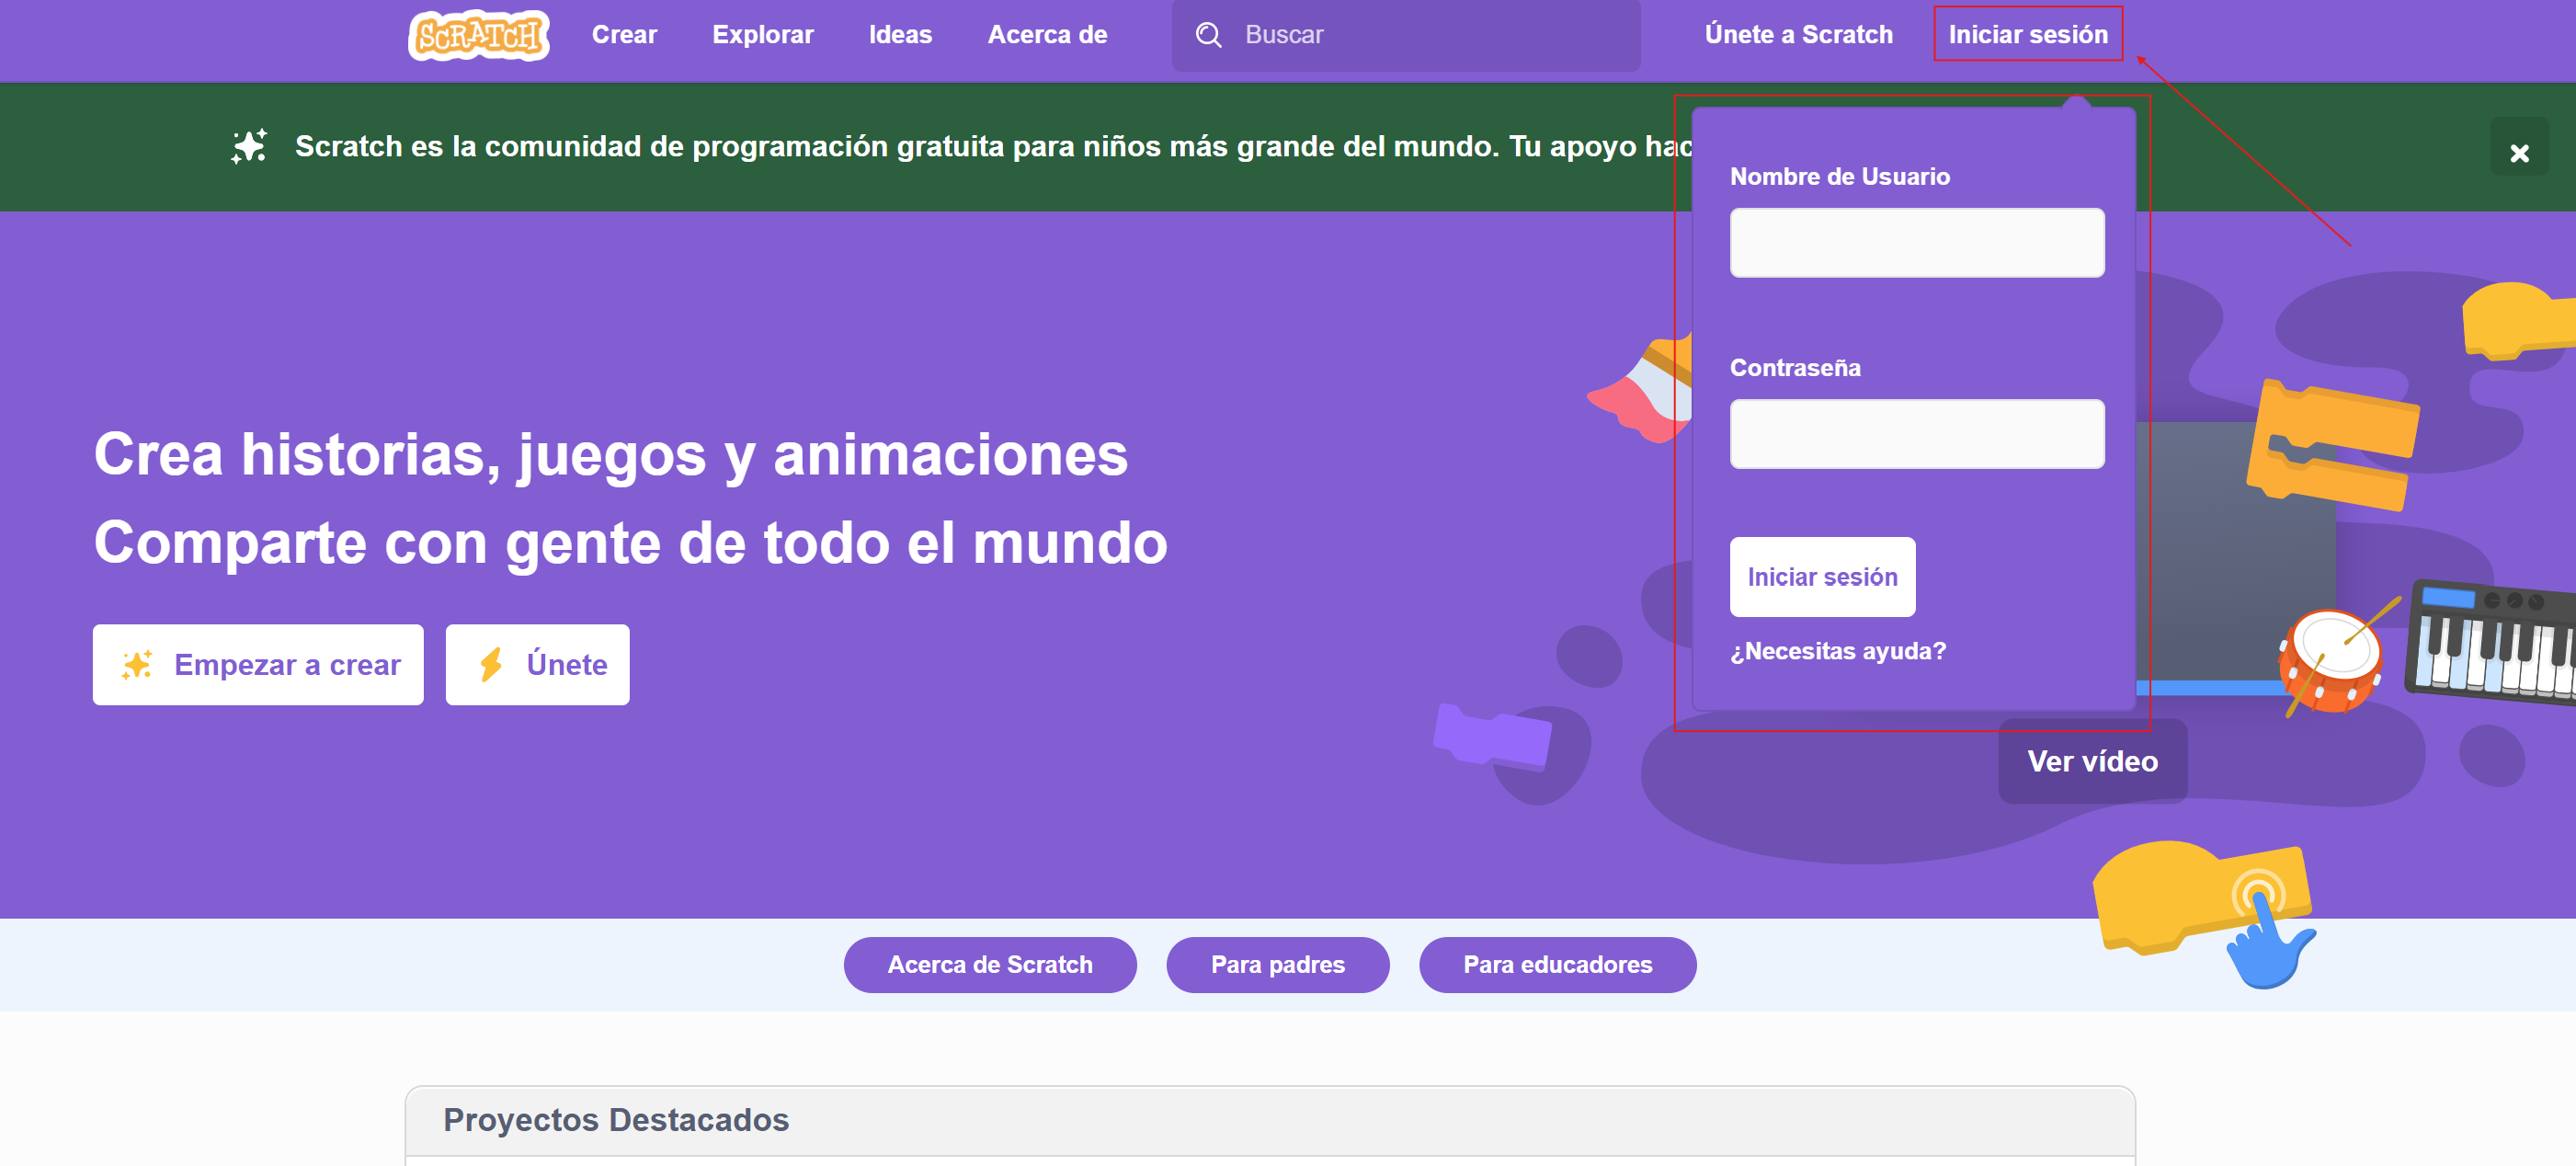 SCRATCH
Crear
Explorar
Ideas
Acerca de
Buscar
Únete a Scratch
Iniciar sesión
Scratch es la comunidad de programación gratuita para niños más grande del mundo. Tu apoyo
Nombre de Usuario
Contraseña
Iniciar sesión
¿Necesitas ayuda?
Crea historias, juegos y animaciones
Comparte con gente de todo el mundo
Empezar a crear
Únete
Ver vídeo
Acerca de Scratch
Para padres
Para educadores
Proyectos Destacados